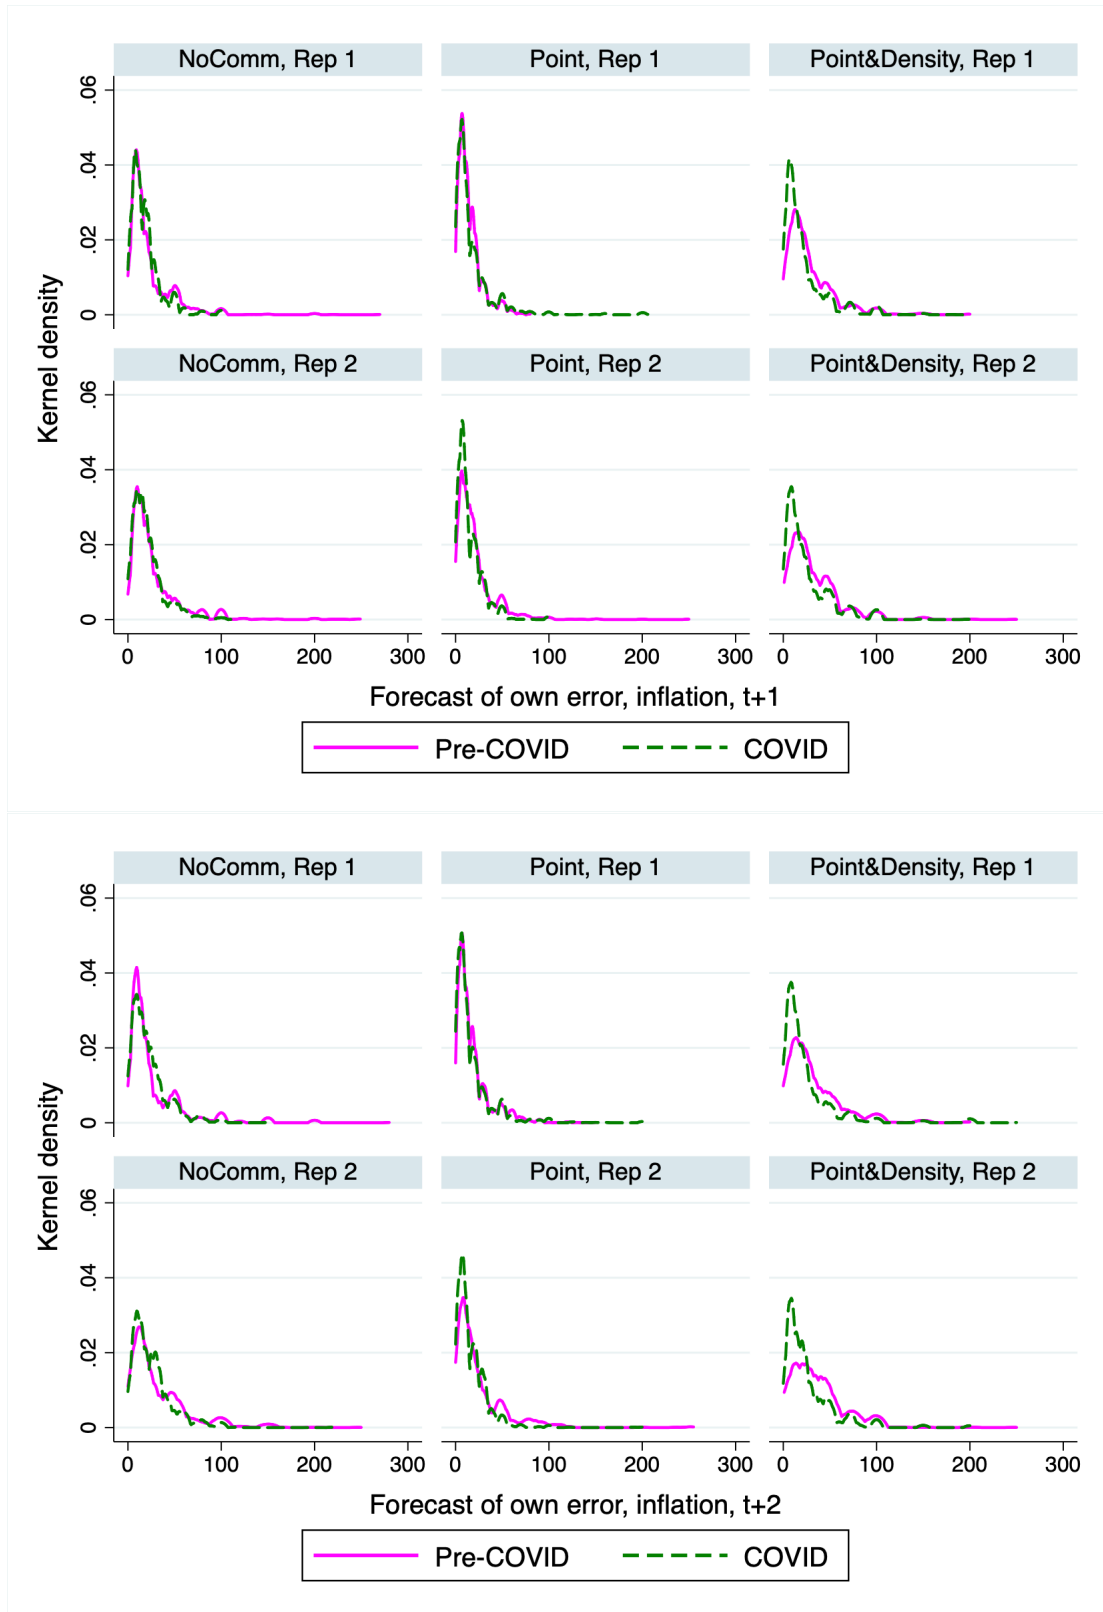 NoComm, Rep 1
Point, Rep 1
Point&Density, Rep 1
.06
.04
.02
0
NoComm, Rep 2
Point, Rep 2
Point&Density, Rep 2
.06
.04
.02
0
Kernel density
0 100 200 300
0 100 200 300
0 100 200 300
Forecast of own error, inflation, t+1
Pre-COVID
COVID
NoComm, Rep 1
Point, Rep 1
Point&Density, Rep 1
.06
.04
.02
0
NoComm, Rep 2
Point, Rep 2
Point&Density, Rep 2
.06
.04
.02
0
Kernel density
0 100 200 300
0 100 200 300
0 100 200 300
Forecast of own error, inflation, t+2
Pre-COVID
COVID